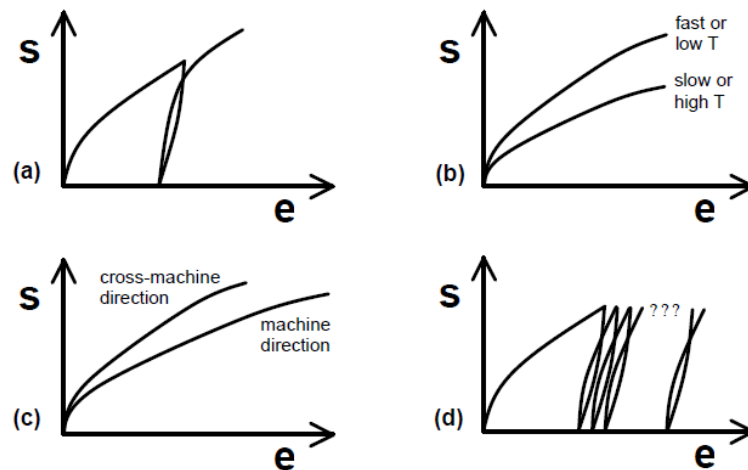 s
e
(a)
s
fast or
low T
slow or
high T
(b)
e
s
cross-machine
direction
machine
direction
(c)
e
s
? ? ?
(d)
e